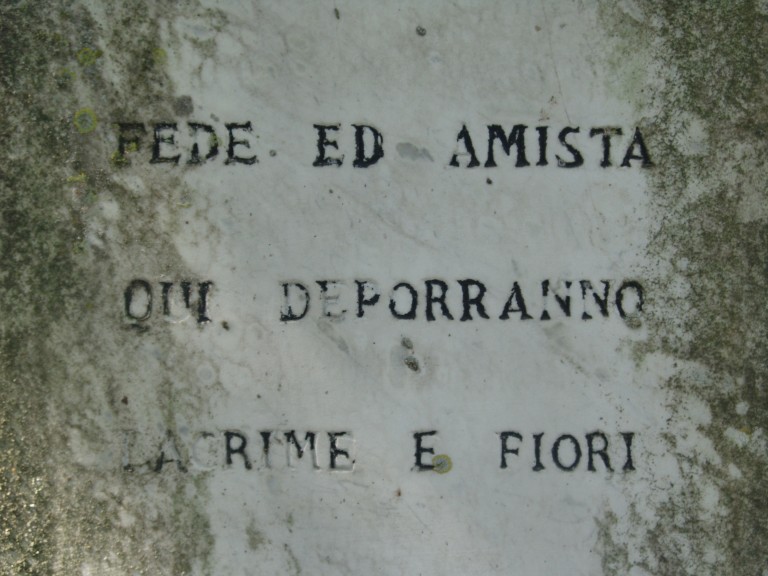 FEDE ED AMISTA
QUI DEPORRANNO
LACRIME E FIORI